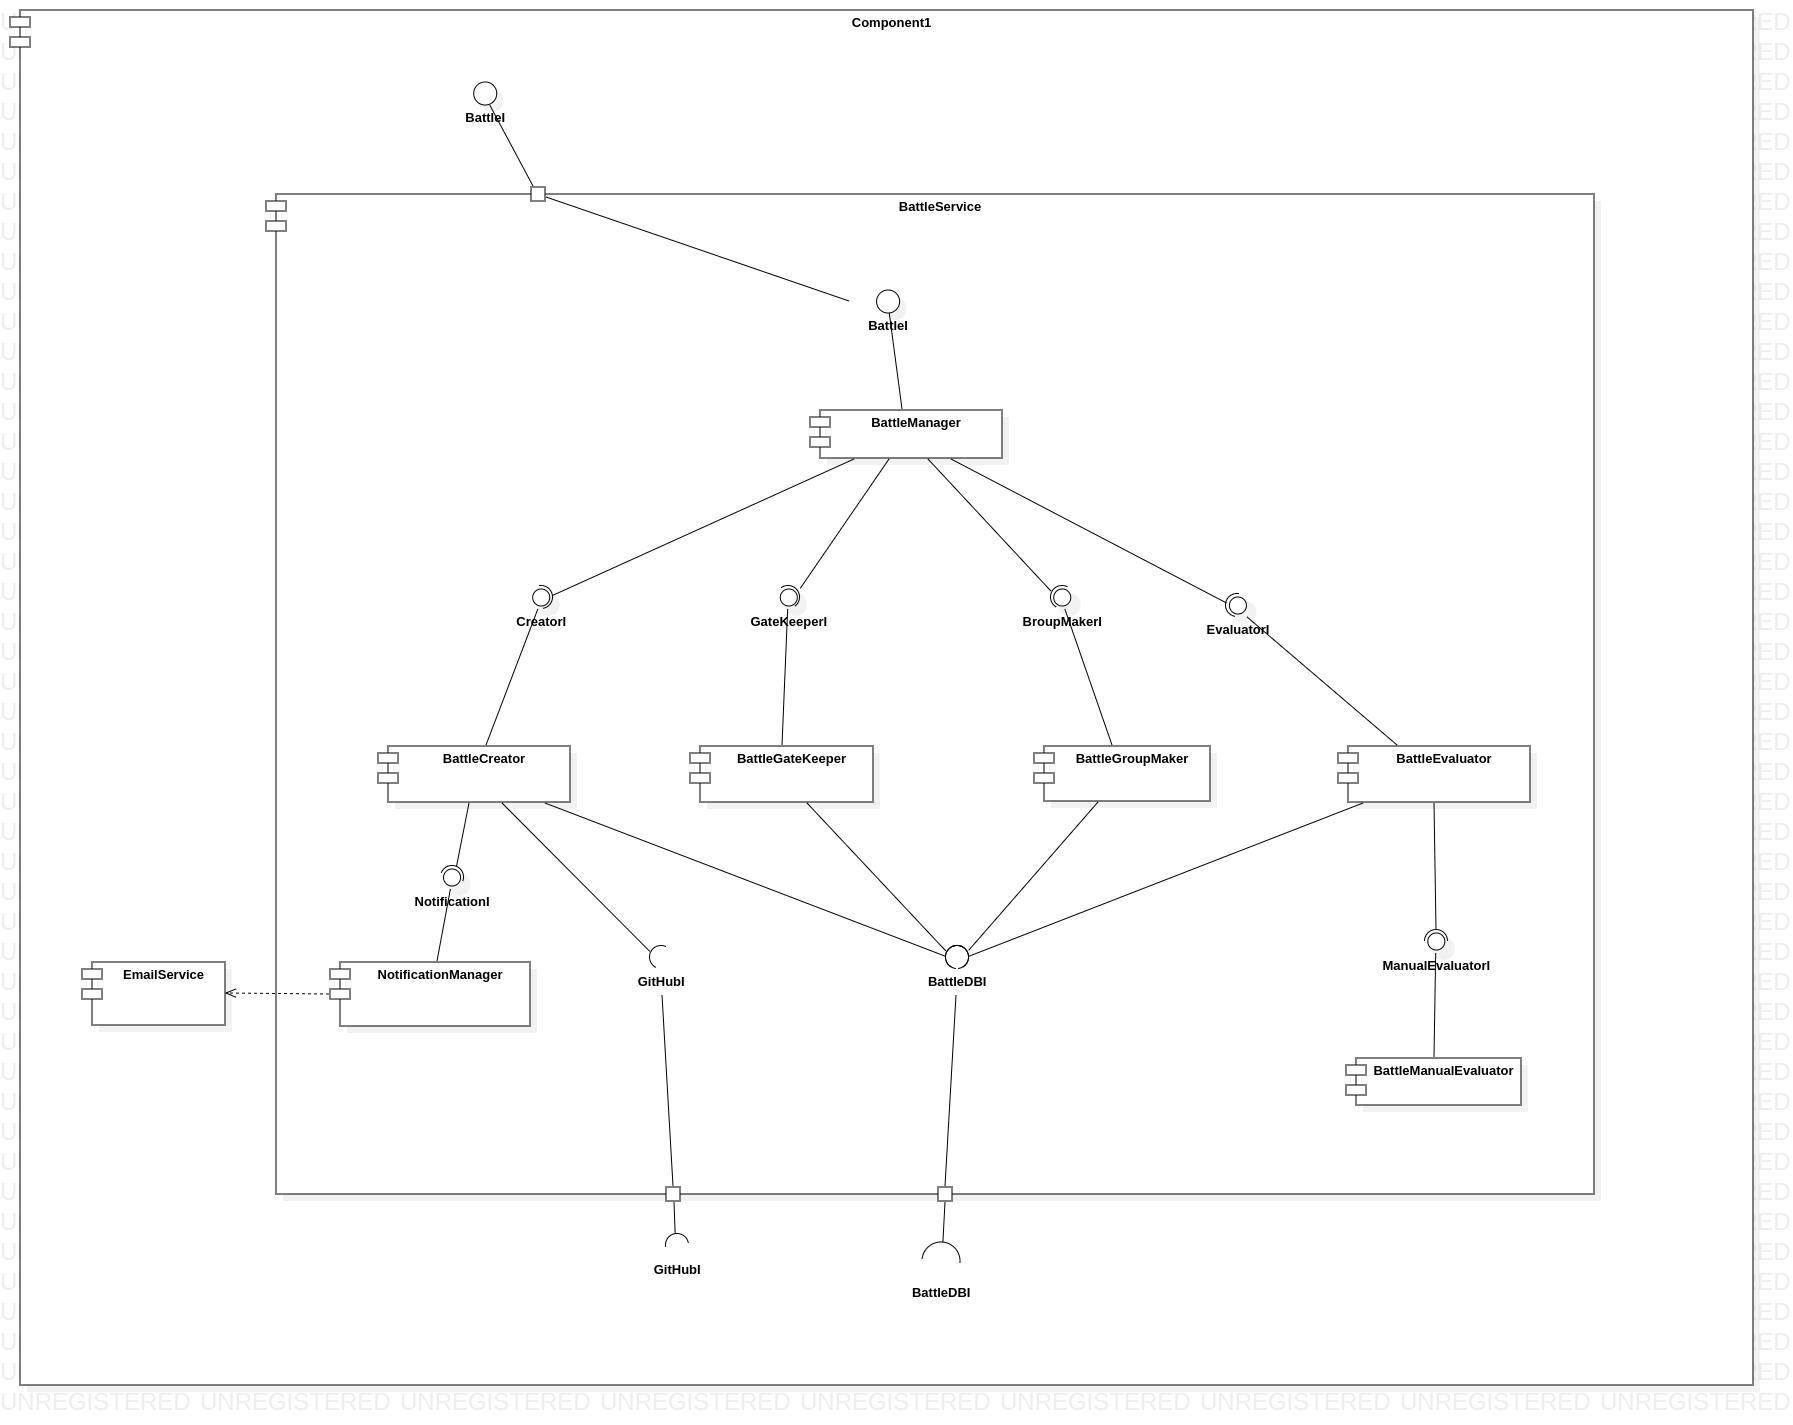 Component1
BattleI
BattleService
BattleI
BattleManager
CreatorI
GateKeeperI
BroupMakerI
EvaluatorI
BattleCreator
BattleGateKeeper
BattleGroupMaker
BattleEvaluator
NotificationI
EmailService
NotificationManager
GitHubI
BattleDBI
ManualEvaluatorI
BattleManualEvaluator
GitHubI
BattleDBI
UNREGISTERED UNREGISTERED UNREGISTERED UNREGISTERED UNREGISTERED UNREGISTERED UNREGISTERED UNREGISTERED UNREGISTERED